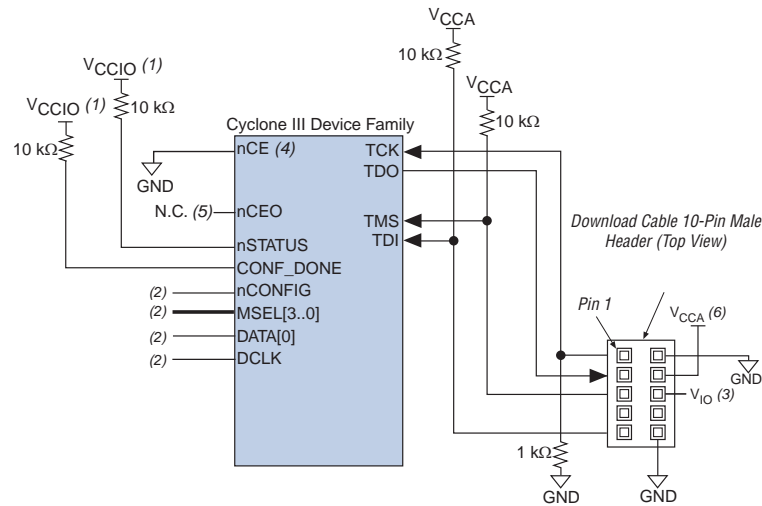 VCCA
10 kΩ
VCCIO (1)
VCCA
VCCIO (1)
10 kΩ
10 kΩ
10 kΩ
Cyclone III Device Family
nCE (4)
TCK
TDO
GND
N.C. (5)
nCEO
TMS
TDI
nSTATUS
CONF_DONE
(2)
nCONFIG
(2)
MSEL[3..0]
(2)
DATA[0]
(2)
DCLK
Download Cable 10-Pin Male
Header (Top View)
Pin 1
VCCA (6)
GND
VIO (3)
1 kΩ
GND
GND